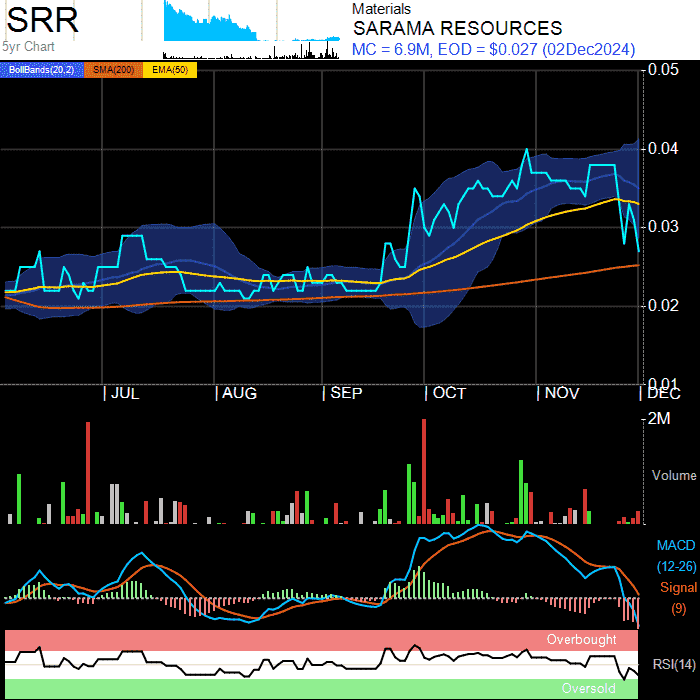 SRR
5yr Chart
Materials
SARAMA RESOURCES
MC = 6.9M, EOD = $0.027 (02Dec2024)
BollBands(20,2) SMA(200) EMA(50)
0.05
0.04
0.03
0.02
0.01
JUL AUG SEP OCT NOV DEC
2M
Volume
MACD
(12-26)
Signal
(9)
Overbought
RSI(14)
Oversold